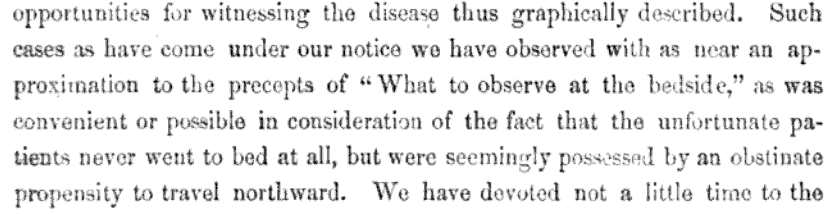 opportunities for witnessing the disease thus graphically described. Such
cases as have come under our notice we have observed with as near an ap-
proximation to the precepts of “What to observe at the bedside,” as was
convenient or possible in consideration of the fact that the unfortunate pa-
tients never went to bed at all, but were seemingly possessed by an obstinate
propensity to travel northward. We have devoted not a little time to the